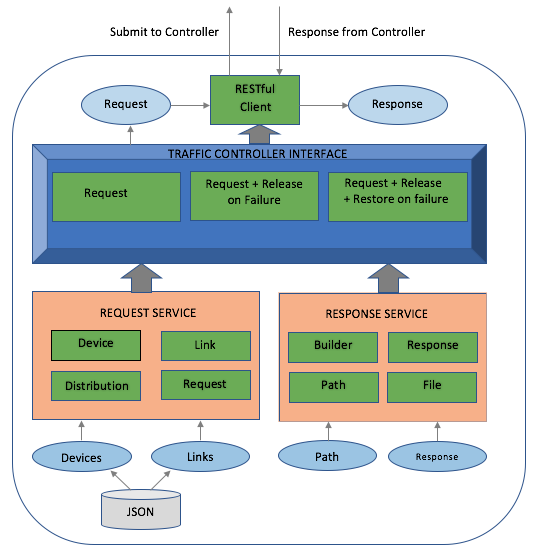 Submit to Controller
Response from Controller
RESTful
Client
Request
Response
TRAFFIC CONTROLLER INTERFACE
Request
Request + Release
on Failure
Request + Release
+ Restore on failure
REQUEST SERVICE
RESPONSE SERVICE
Device
Link
Builder
Response
Distribution
Request
Path
File
Devices
Links
Path
Response
JSON